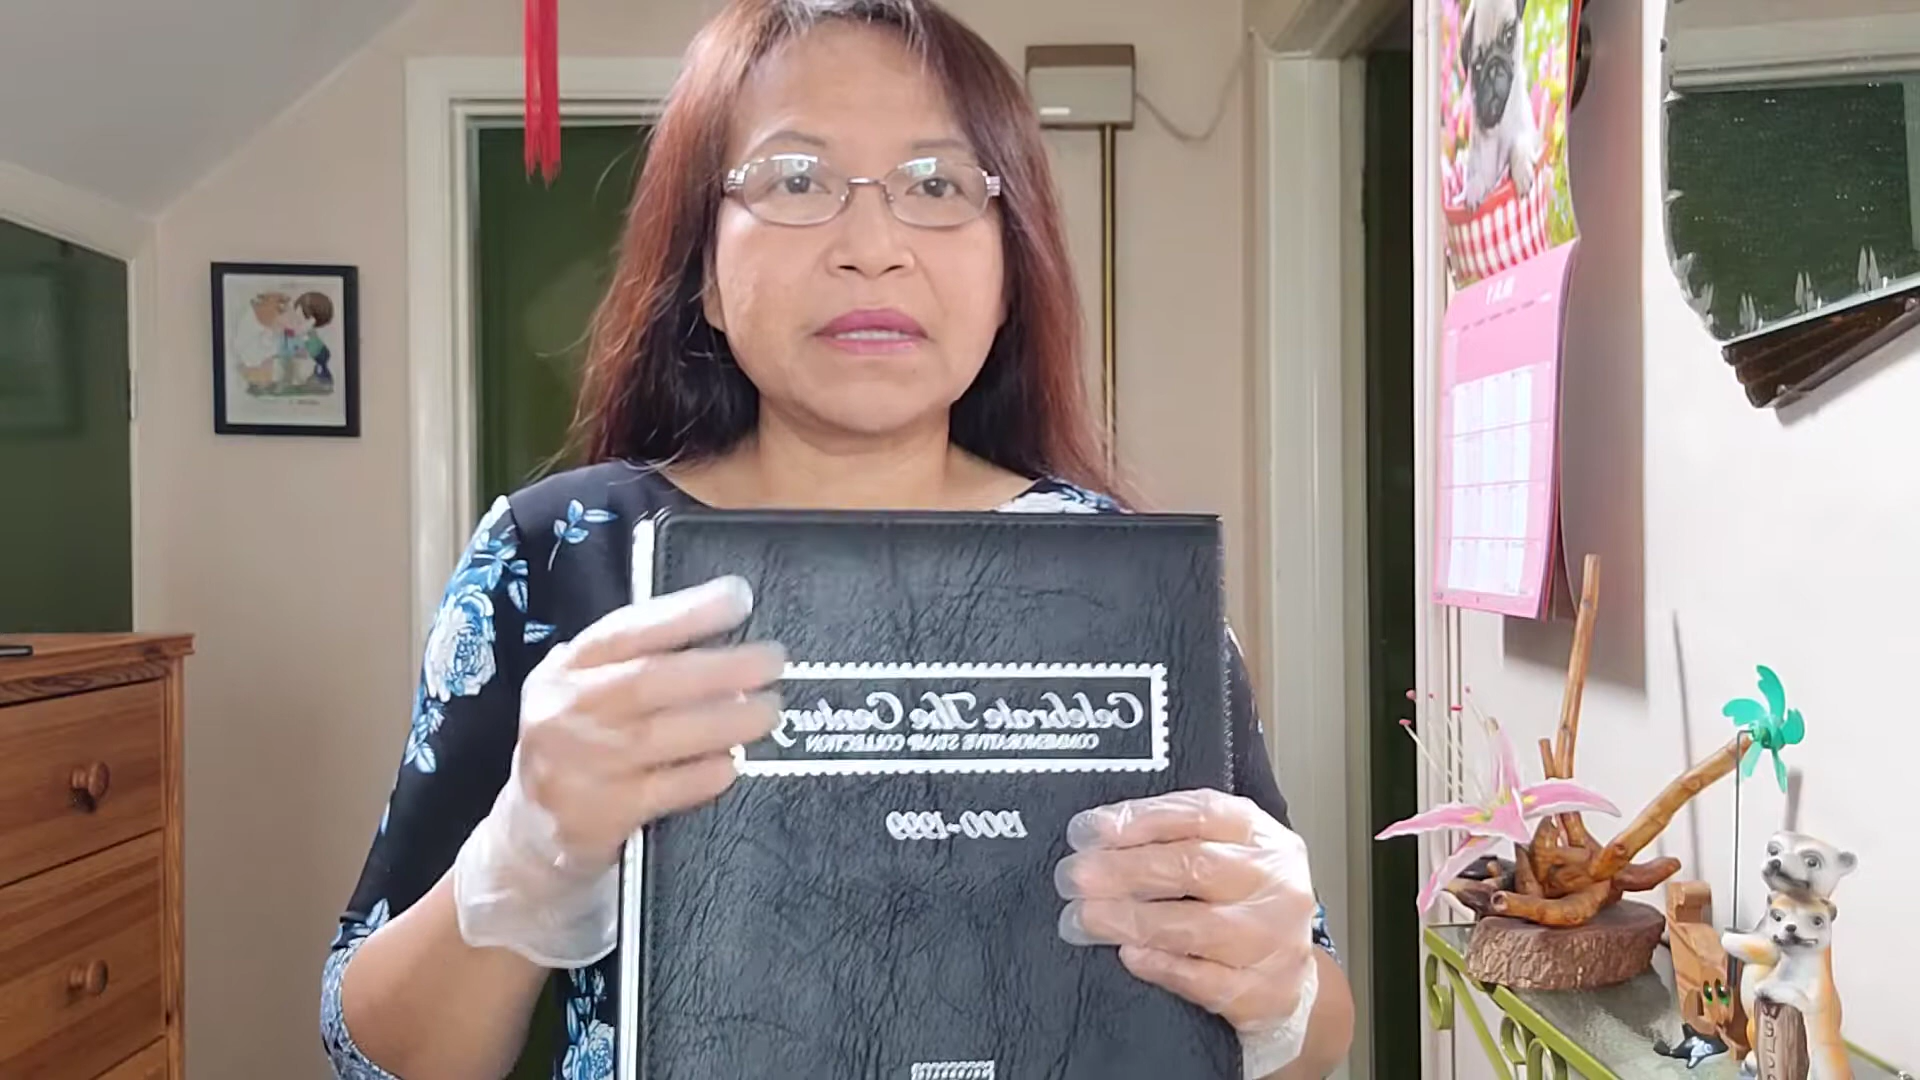 Celebrate The Century
COMMEMORATIVE STAMP COLLECTION
1900~1999